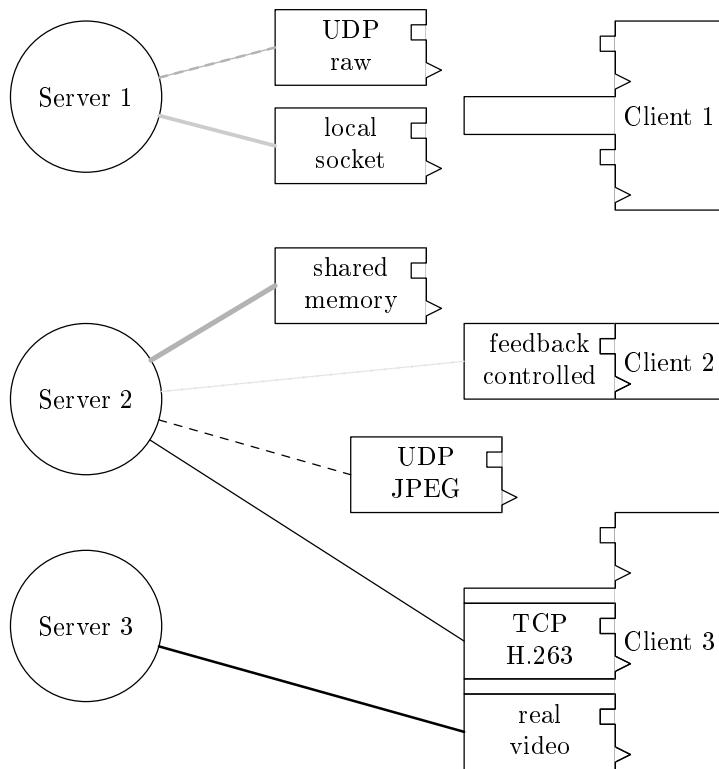 UDP
raw
Server 1
local
socket
Client 1
shared
memory
feedback
controlled
Client 2
Server 2
UDP
JPEG
Server 3
TCP
H.263
Client 3
real
video